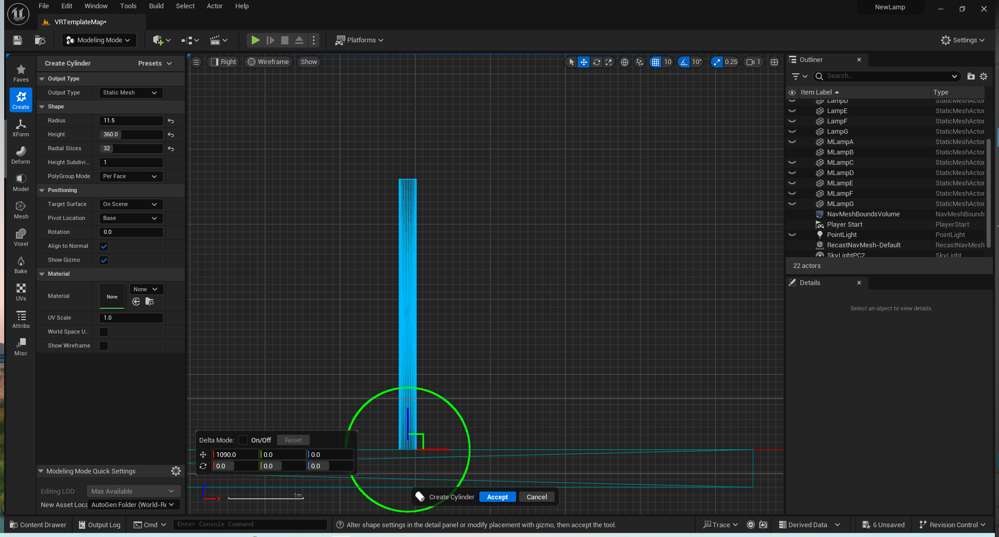 File Edit Window Tools Build Select Actor Help
NewLamp
VRTemplateMap*
Modeling Mode
Platforms
Settings
Create Cylinder Presets
Output Type
Output Type Static Mesh
Shape
Radius 11.5
Height 360.0
Radial Slices 32
Height Subdivi... 1
PolyGroup Mode Per Face
Positioning
Target Surface On Scene
Pivot Location Base
Rotation 0.0
Align to Normal
Show Gizmo
Material
Material None None
UV Scale 1.0
World Space U...
Show Wireframe
Modeling Mode Quick Settings
Editing LOD Max Available
New Asset Loca AutoGen Folder (World-Re
Faves
Create
XForm
Deform
Model
Mesh
Voxel
Bake
UVs
Attribs
Misc
Right Wireframe Show
10 10° 0.25 1
Delta Mode: On/Off Reset
1090.0 0.0 0.0
0.0 0.0 0.0
X
1m
Create Cylinder Accept Cancel
Outliner
Search...
Item Label Type
LampD StaticMeshActor
LampE StaticMeshActor
LampF StaticMeshActor
LampG StaticMeshActor
MLampA StaticMeshActor
MLampB StaticMeshActor
MLampC StaticMeshActor
MLampD StaticMeshActor
MLampE StaticMeshActor
MLampF StaticMeshActor
MLampG StaticMeshActor
NavMeshBoundsVolume NavMeshBounds
Player Start PlayerStart
PointLight PointLight
RecastNavMesh-Default RecastNavMesh
SkyLightPC2 SkyLight
22 actors
Details
Select an object to view details.
Content Drawer Output Log Cmd Enter Console Command
Alter shape settings in the detail panel or modify placement with gizmo, then accept the tool.
Trace Derived Data 6 Unsaved Revision Control